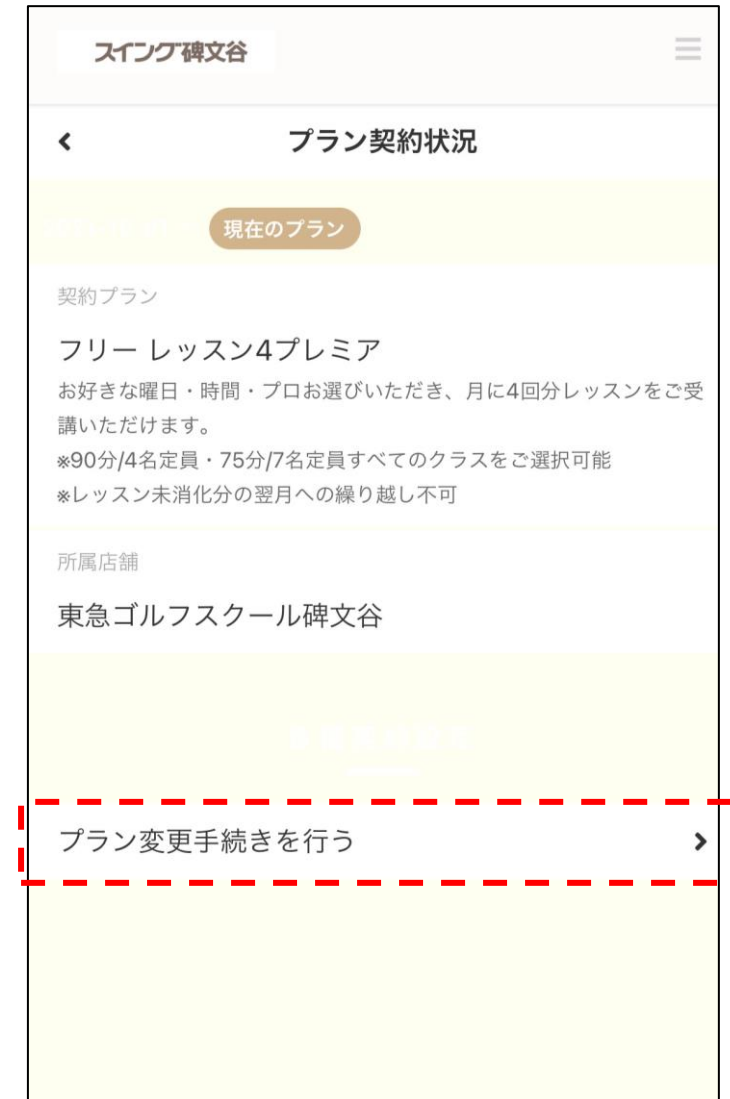 スイング碑文谷
プラン契約状況
現在のプラン
契約プラン
フリー レッスン4プレミア
お好きな曜日・時間・プロお選びいただき、月に4回分レッスンをご受
講いただけます。
※90分/4名定員・75分/7名定員すべてのクラスをご選択可能
※レッスン未消化分の翌月への繰り越し不可
所属店舗
東急ゴルフスクール碑文谷
プラン変更手続きを行う